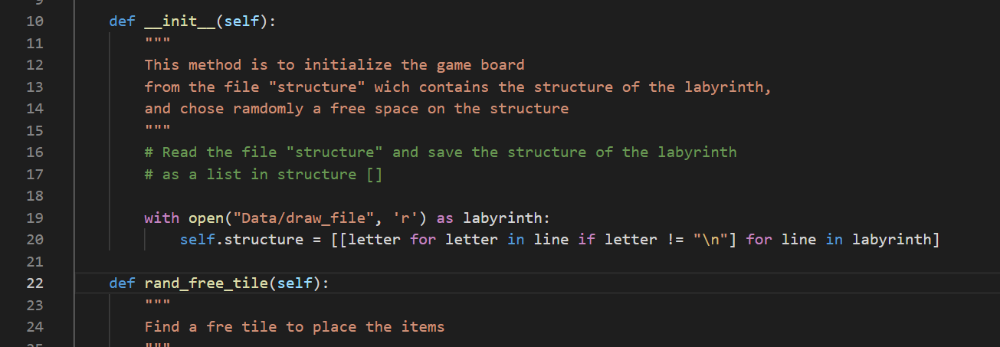 9
10 def __init__(self):
11 """
12 This method is to initialize the game board
13 from the file "structure" wich contains the structure of the labyrinth,
14 and chose ramdomly a free space on the structure
15 """
16 # Read the file "structure" and save the structure of the labyrinth
17 # as a list in structure []
18
19 with open("Data/draw_file", 'r') as labyrinth:
20 self.structure = [[letter for letter in line if letter != "\n"] for line in labyrinth]
21
22 def rand_free_tile(self):
23 """
24 Find a fre tile to place the items
25 """